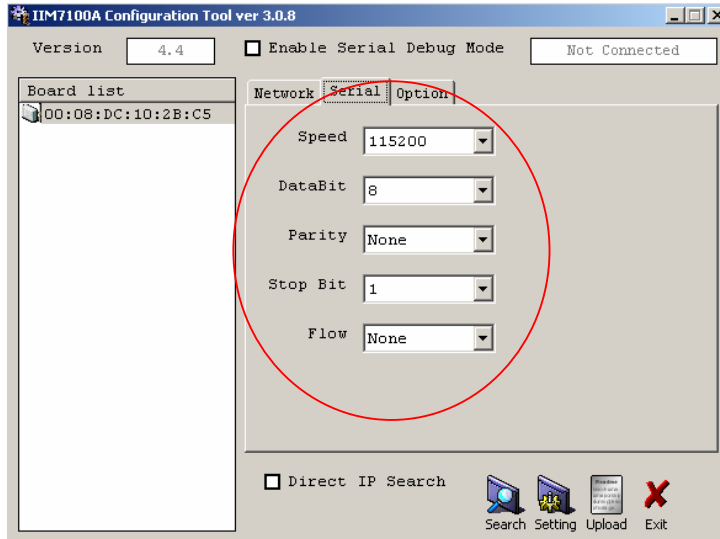 IIM7100A Configuration Tool ver 3.0.8
Version 4.4 Enable Serial Debug Mode Not Connected
Board list
00:08:DC:10:2B:C5
Network Serial Option
Speed 115200
DataBit 8
Parity None
Stop Bit 1
Flow None
Direct IP Search
Search Setting Upload Exit